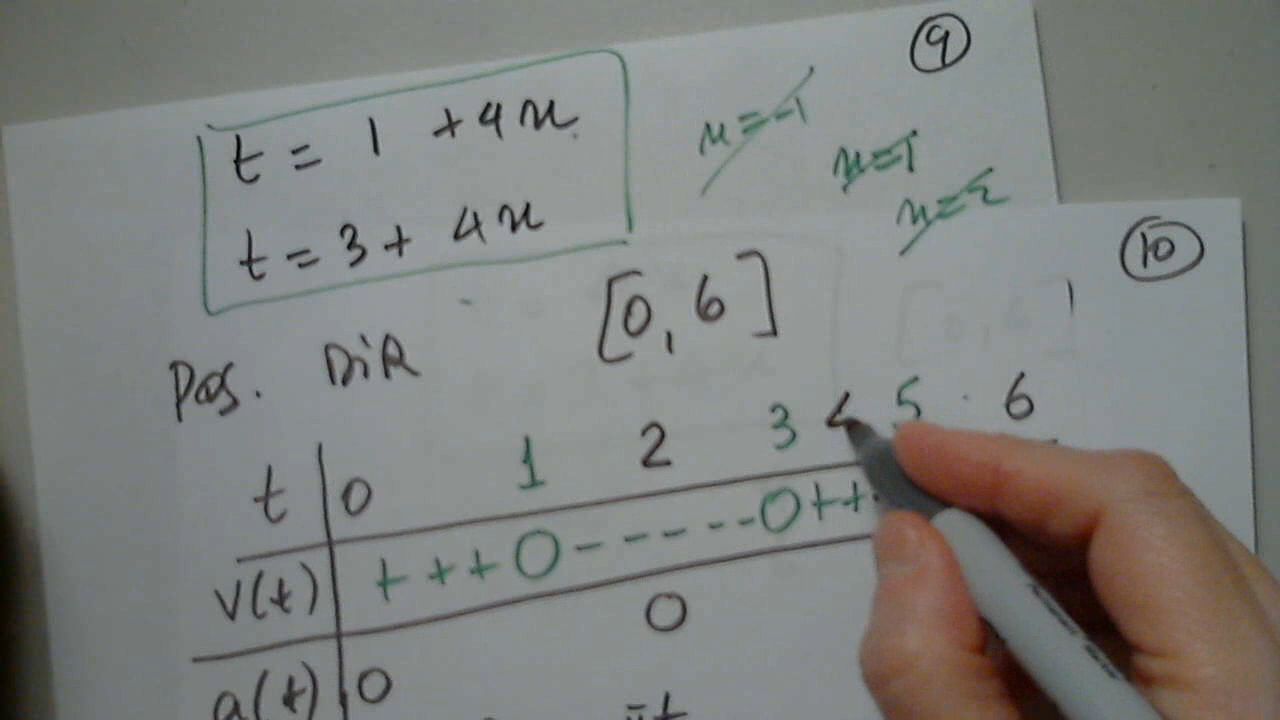 9
t = 1 + 4n
n=-1
n=1
t = 3 + 4n
n=2
10
[0, 6]
Pos. DiR
t | 0 1 2 3 4 5 6
v(t) | + + + 0 - - - - - - 0 + +
0
a(t) | 0